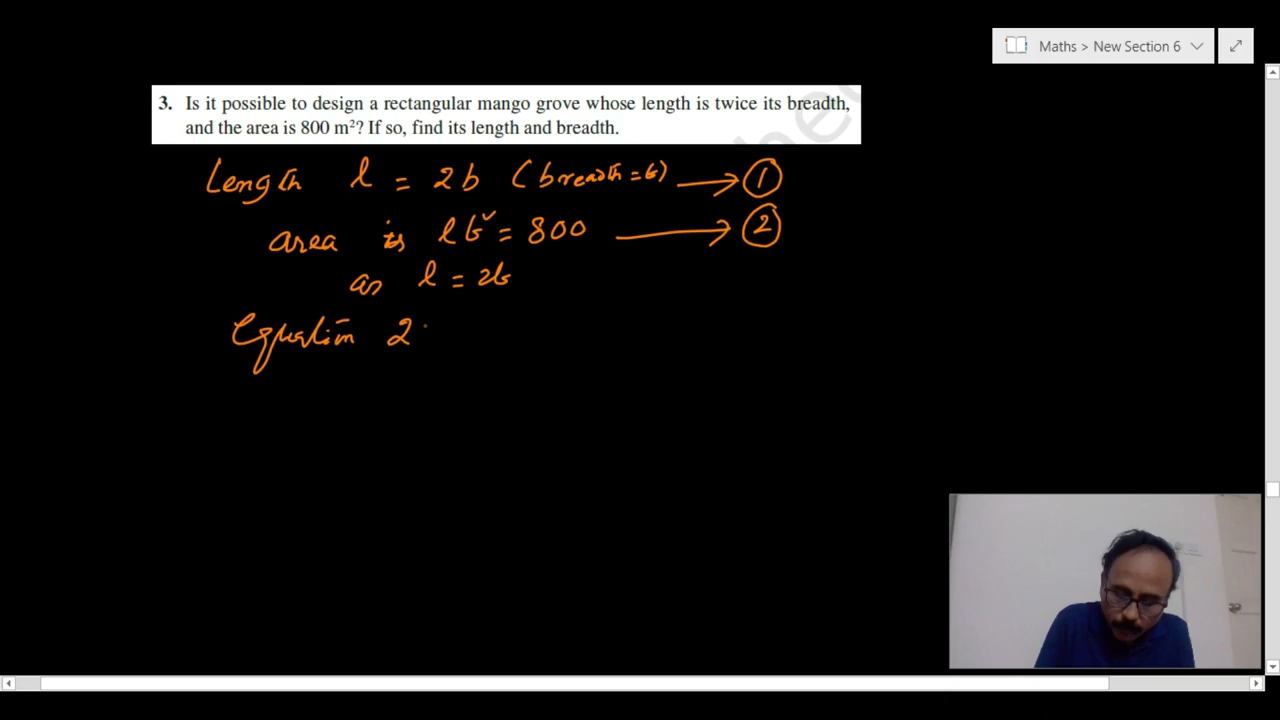 Maths > New Section 6
3. Is it possible to design a rectangular mango grove whose length is twice its breadth,
and the area is 800 m²? If so, find its length and breadth.
Length l = 2b (breadth = b) → ①
area is lb = 800 → ②
as l = 2b
Equation 2